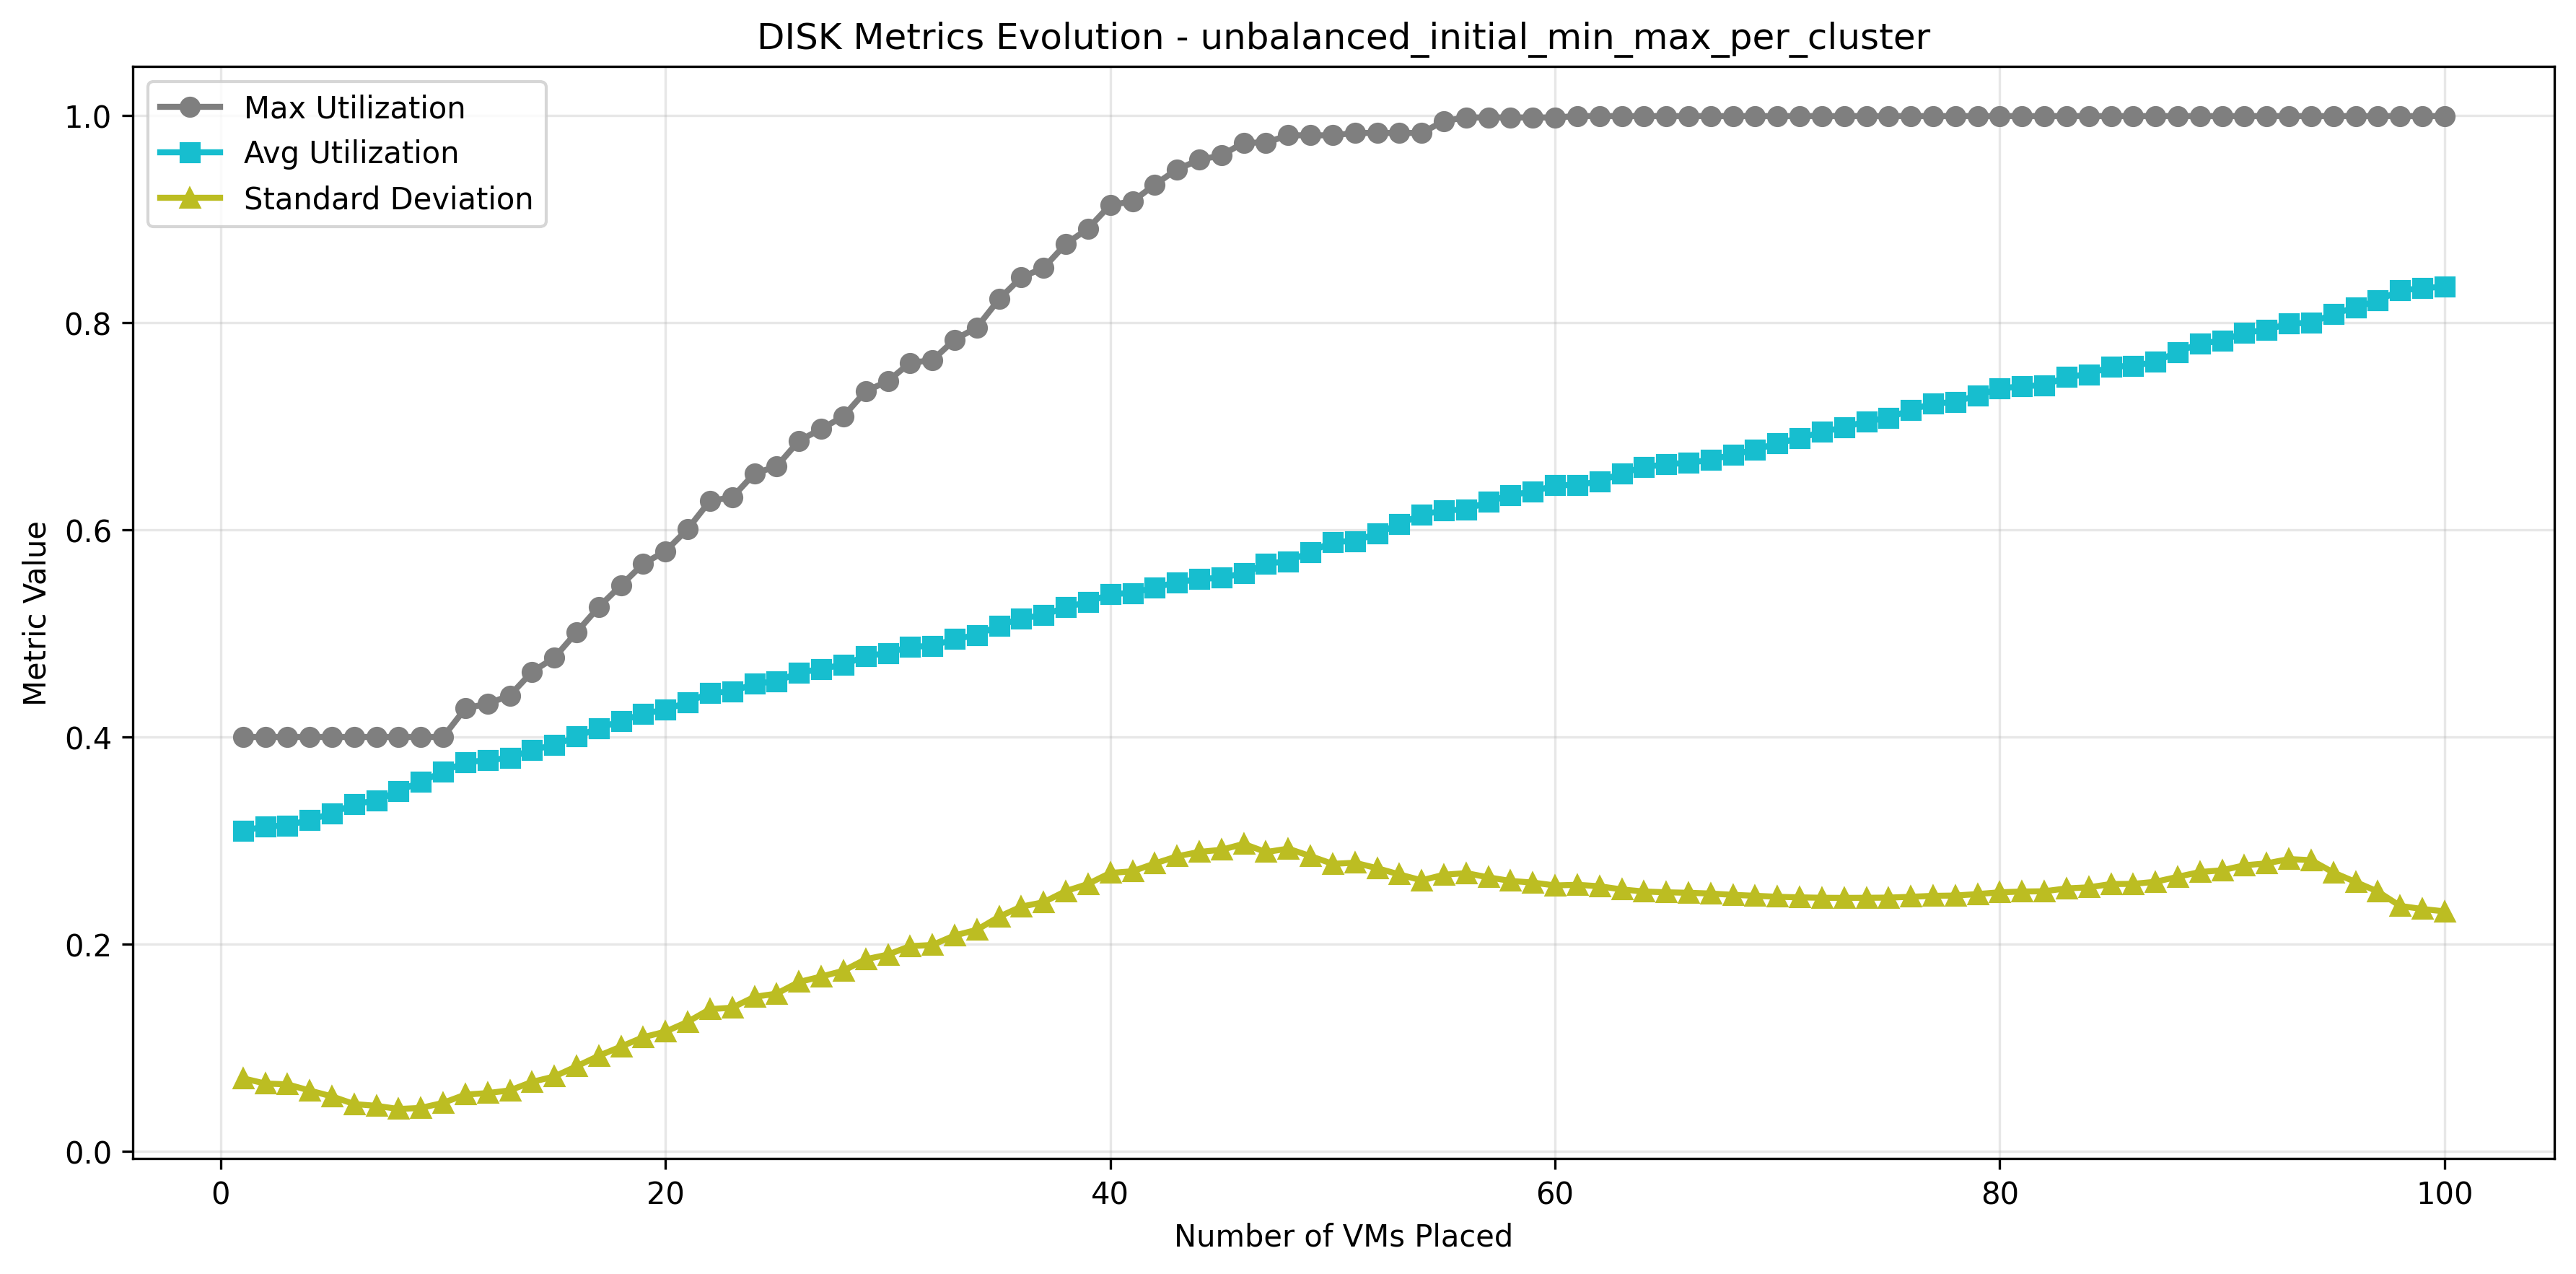 DISK Metrics Evolution - unbalanced_initial_min_max_per_cluster
Max Utilization
Avg Utilization
Standard Deviation
1.0
0.8
0.6
0.4
0.2
0.0
Metric Value
0 20 40 60 80 100
Number of VMs Placed